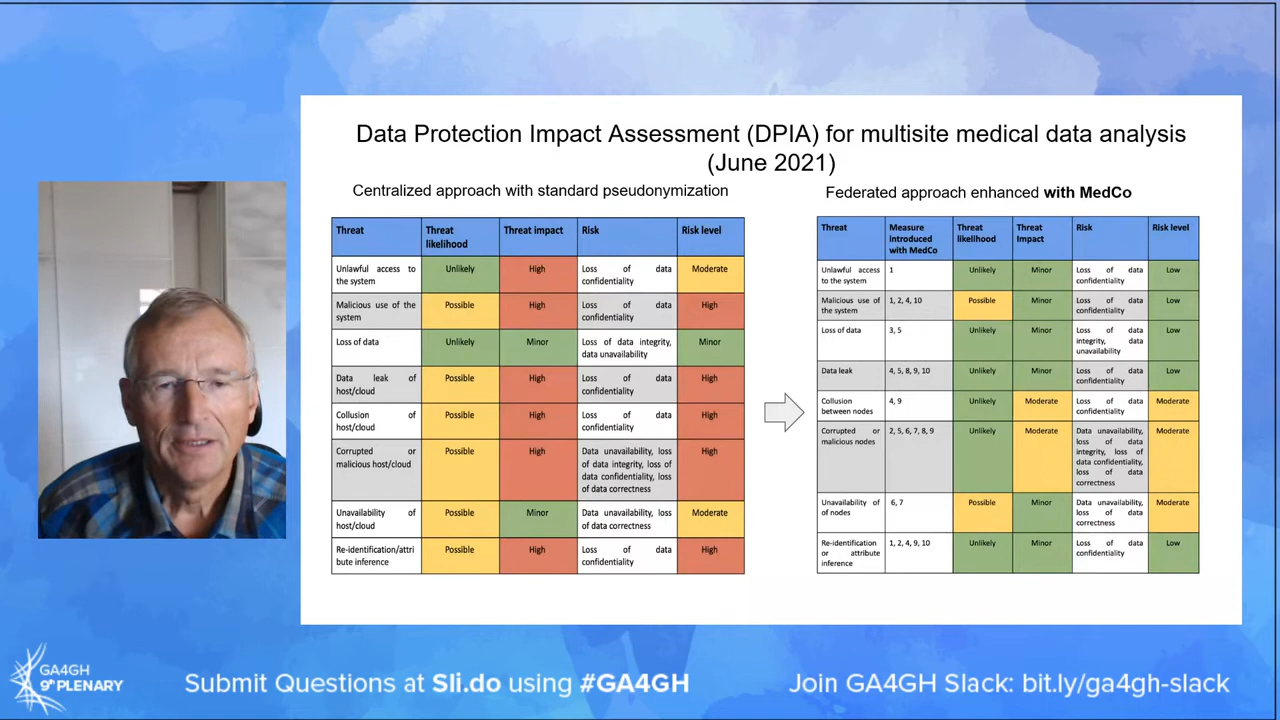 Data Protection Impact Assessment (DPIA) for multisite medical data analysis
(June 2021)
Centralized approach with standard pseudonymization
Threat
Threat
likelihood
Threat impact
Risk
Risk level
Unlawful access to
the system
Unlikely
High
Loss of data
confidentiality
Moderate
Malicious use of the
system
Possible
High
Loss of data
confidentiality
High
Loss of data
Unlikely
Minor
Loss of data integrity,
data unavailability
Minor
Data leak of
host/cloud
Possible
High
Loss of data
confidentiality
High
Collusion of
host/cloud
Possible
High
Loss of data
confidentiality
High
Corrupted or
malicious host/cloud
Possible
High
Data unavailability, loss
of data integrity, loss of
data confidentiality, loss
of data correctness
High
Unavailability of
host/cloud
Possible
Minor
Data unavailability, loss
of data correctness
Moderate
Re-identification/attri
bute inference
Possible
High
Loss of data
confidentiality
High
Federated approach enhanced with MedCo
Threat
Measure
introduced
with MedCo
Threat
likelihood
Threat
Impact
Risk
Risk level
Unlawful access
to the system
1
Unlikely
Minor
Loss of data
confidentiality
Low
Malicious use of
the system
1, 2, 4, 10
Possible
Minor
Loss of data
confidentiality
Low
Loss of data
3, 5
Unlikely
Minor
Loss of data
integrity, data
unavailability
Low
Data leak
4, 5, 8, 9, 10
Unlikely
Minor
Loss of data
confidentiality
Low
Collusion
between nodes
4, 9
Unlikely
Moderate
Loss of data
confidentiality
Moderate
Corrupted or
malicious nodes
2, 5, 6, 7, 8, 9
Unlikely
Moderate
Data unavailability,
loss of data
integrity, loss of
data confidentiality,
loss of data
correctness
Moderate
Unavailability of
of nodes
6, 7
Possible
Minor
Data unavailability,
loss of data
correctness
Moderate
Re-identification
or attribute
inference
1, 2, 4, 9, 10
Unlikely
Minor
Loss of data
confidentiality
Low
GA4GH
9th PLENARY
Submit Questions at Sli.do using #GA4GH
Join GA4GH Slack: bit.ly/ga4gh-slack